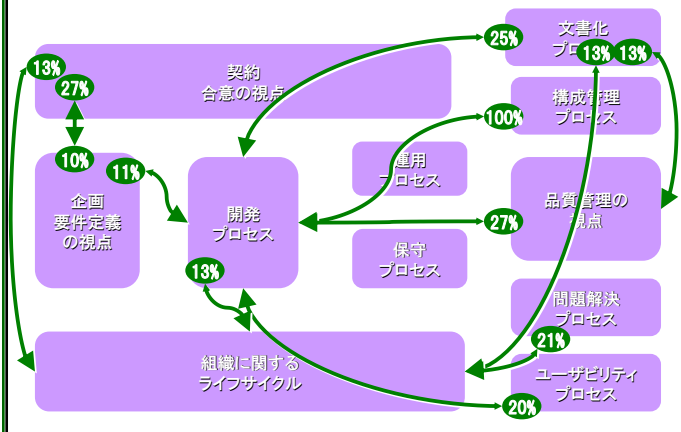 文書化
プロセス
25%
13%
13%
13%
契約
合意の視点
27%
構成管理
プロセス
100%
10%
11%
運用
プロセス
企画
要件定義
の視点
開発
プロセス
品質管理の
視点
27%
保守
プロセス
13%
問題解決
プロセス
21%
組織に関する
ライフサイクル
ユーザビリティ
プロセス
20%